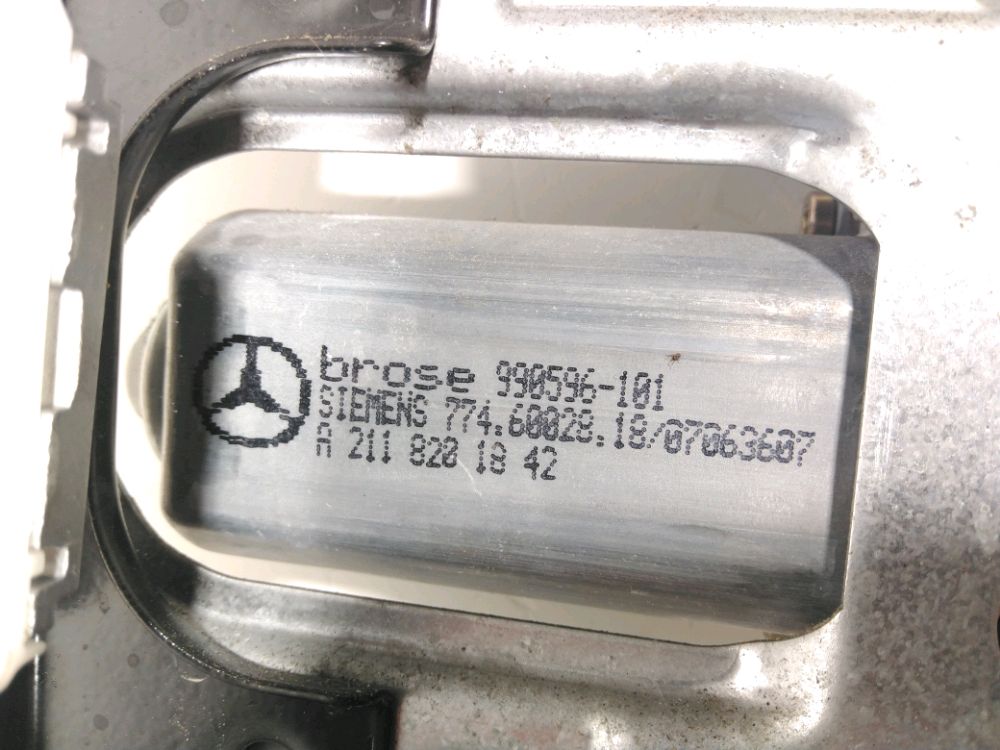 brose 990596-101
SIEMENS 774.60028.18/07063607
A 211 820 18 42